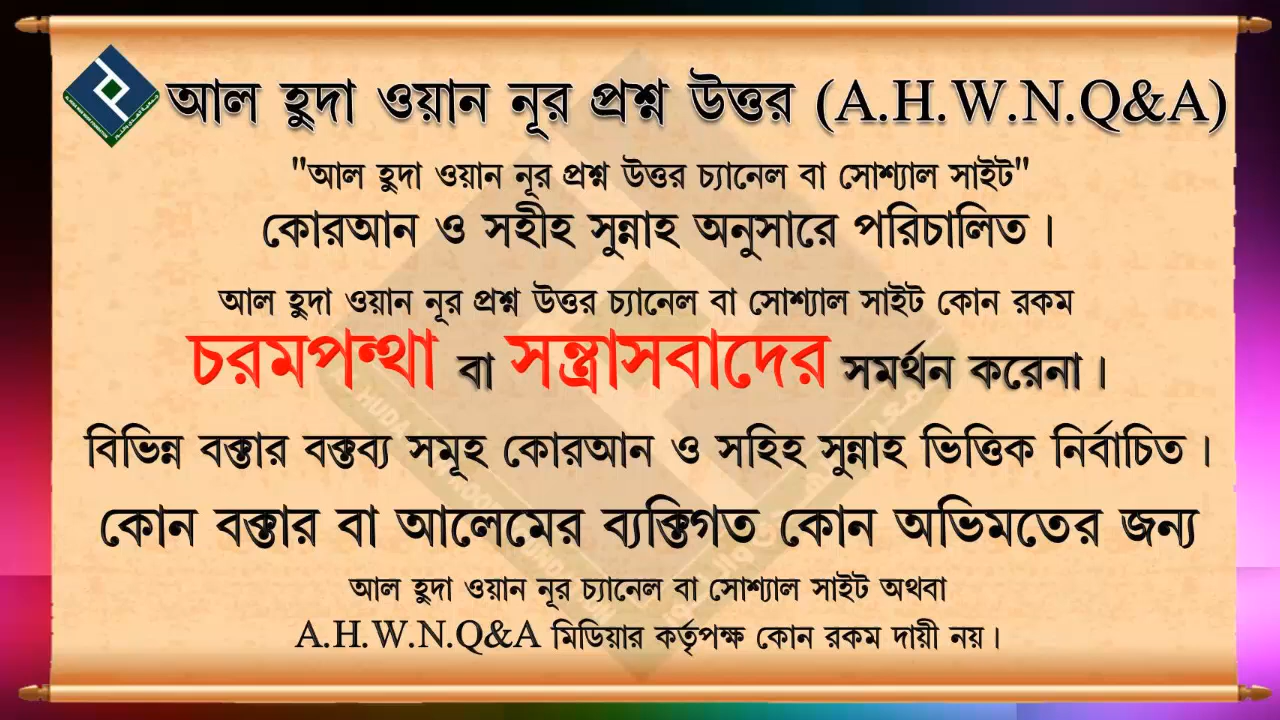 আল হুদা ওয়ান নূর প্রশ্ন উত্তর (A.H.W.N.Q&A)
"আল হুদা ওয়ান নূর প্রশ্ন উত্তর চ্যানেল বা সোশ্যাল সাইট"
কোরআন ও সহীহ সুন্নাহ অনুসারে পরিচালিত।
আল হুদা ওয়ান নূর প্রশ্ন উত্তর চ্যানেল বা সোশ্যাল সাইট কোন রকম
চরমপন্থা বা সন্ত্রাসবাদের সমর্থন করেনা।
বিভিন্ন বক্তার বক্তব্য সমূহ কোরআন ও সহিহ সুন্নাহ ভিত্তিক নির্বাচিত।
কোন বক্তার বা আলেমের ব্যক্তিগত কোন অভিমতের জন্য
আল হুদা ওয়ান নূর চ্যানেল বা সোশ্যাল সাইট অথবা
A.H.W.N.Q&A মিডিয়ার কর্তৃপক্ষ কোন রকম দায়ী নয়।